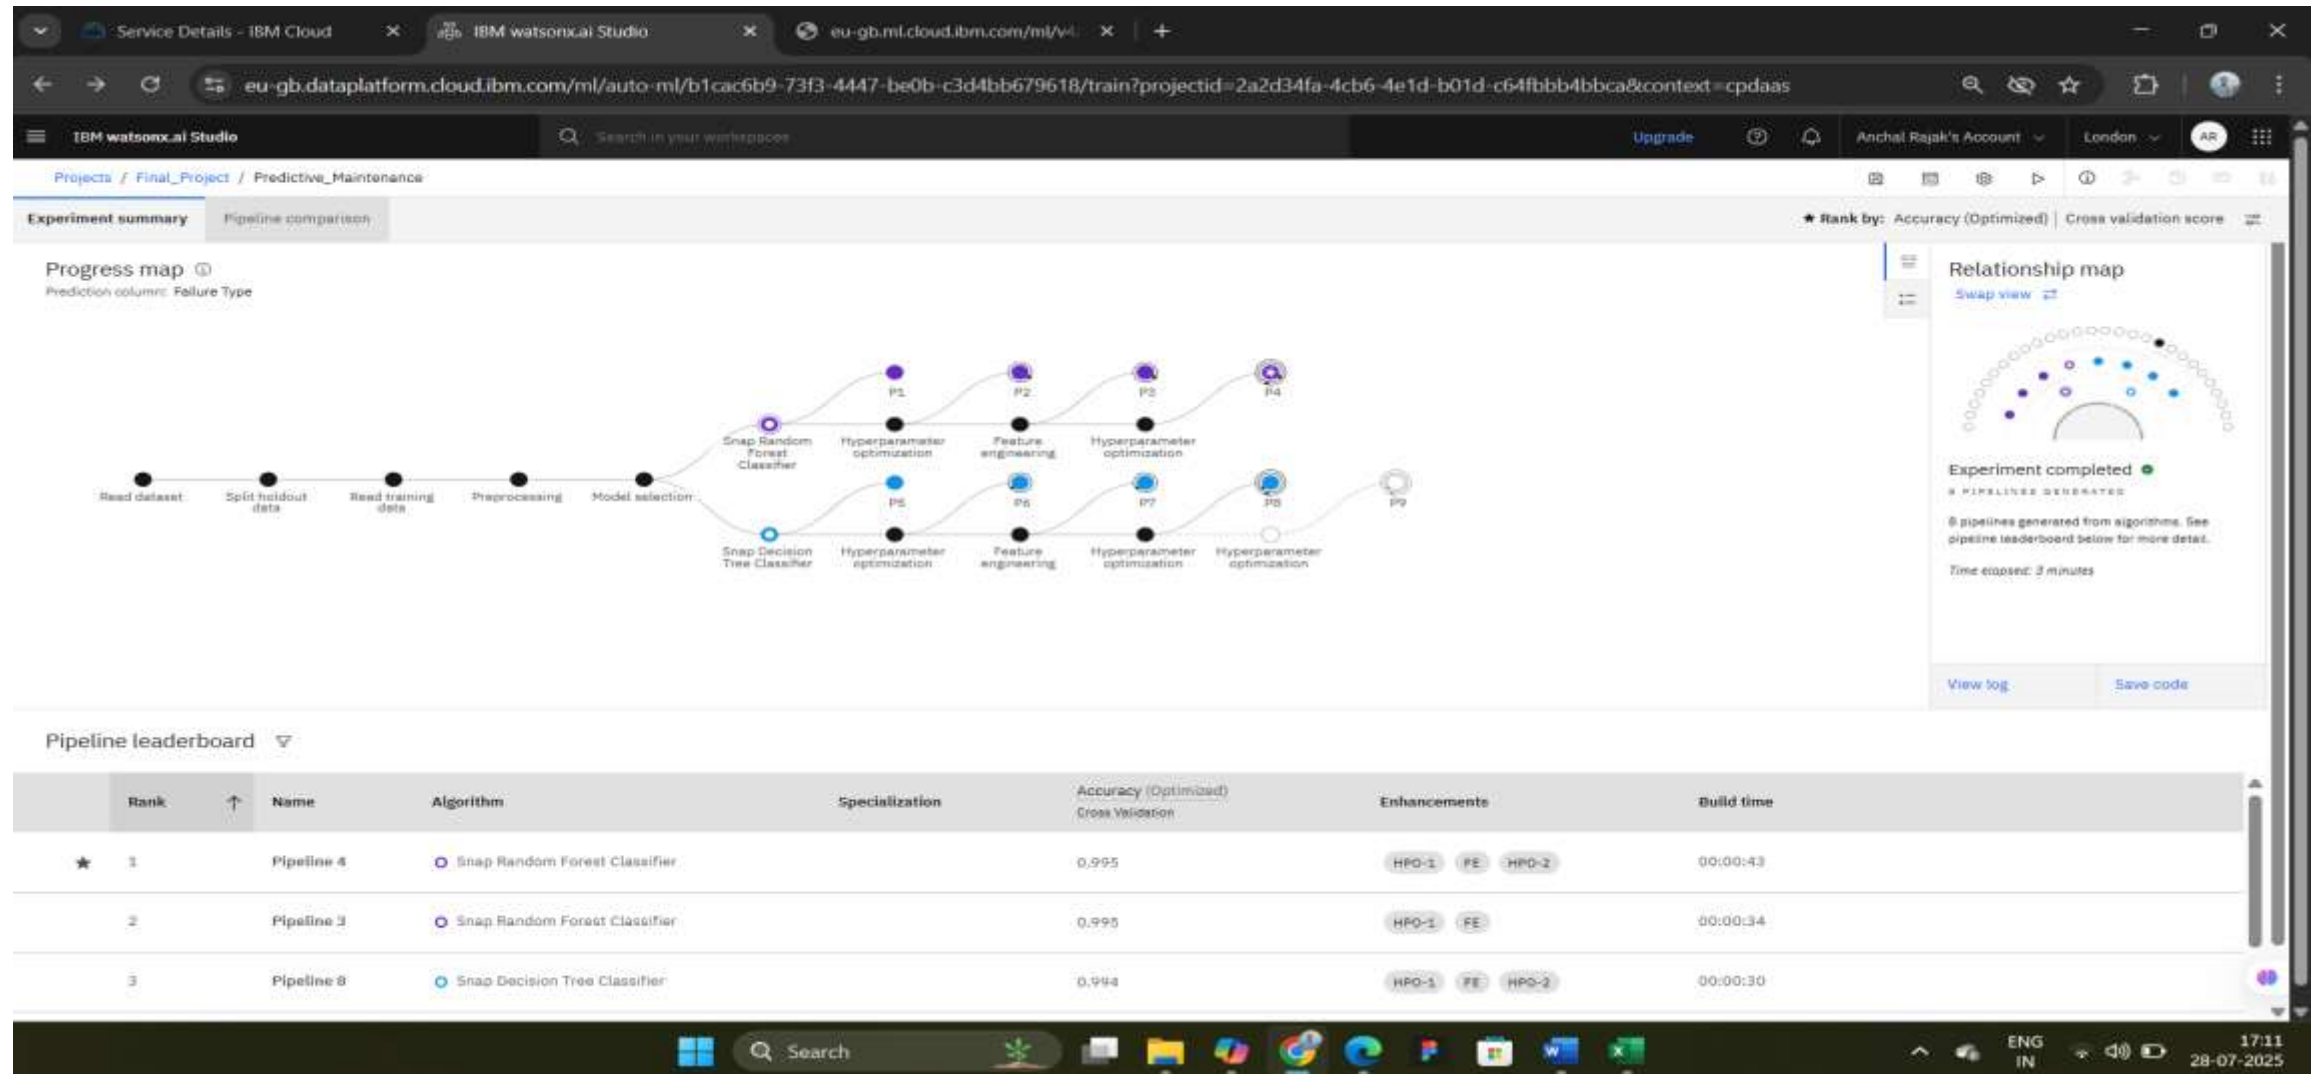 Service Details - IBM Cloud
IBM watsonx.ai Studio
eu-gb.ml.cloud.ibm.com/ml/v4
eu-gb.dataplatform.cloud.ibm.com/ml/auto-ml/b1cac6b9-73f3-4447-be0b-c3d4bb679618/train?projectid=2a2d34fa-4cb6-4e1d-b01d-c64fbbb4bbca&context=cpdaas
IBM watsonx.ai Studio
Search in your workspaces
Upgrade
Anchal Rajak's Account
London
AR
Projects / Final_Project / Predictive_Maintenance
Experiment summary
Pipeline comparison
★ Rank by: Accuracy (Optimized) | Cross validation score
Progress map
Prediction column: Failure Type
Relationship map
Swap view
P1
P2
P3
P4
Snap Random Forest Classifier
Hyperparameter optimization
Feature engineering
Hyperparameter optimization
Read dataset
Split holdout data
Read training data
Preprocessing
Model selection
P5
P6
P7
P8
P9
Snap Decision Tree Classifier
Hyperparameter optimization
Feature engineering
Hyperparameter optimization
Hyperparameter optimization
Experiment completed
8 PIPELINES GENERATED
8 pipelines generated from algorithms. See
pipeline leaderboard below for more detail.
Time elapsed: 3 minutes
View log
Save code
Pipeline leaderboard
Rank ↑ Name Algorithm Specialization Accuracy (Optimized) Cross Validation Enhancements Build time
★ 1 Pipeline 4 Snap Random Forest Classifier 0.995 HPO-1 FE HPO-2 00:00:43
2 Pipeline 3 Snap Random Forest Classifier 0.995 HPO-1 FE 00:00:34
3 Pipeline 8 Snap Decision Tree Classifier 0.994 HPO-1 FE HPO-2 00:00:30
Search
ENG
IN
17:11
28-07-2025